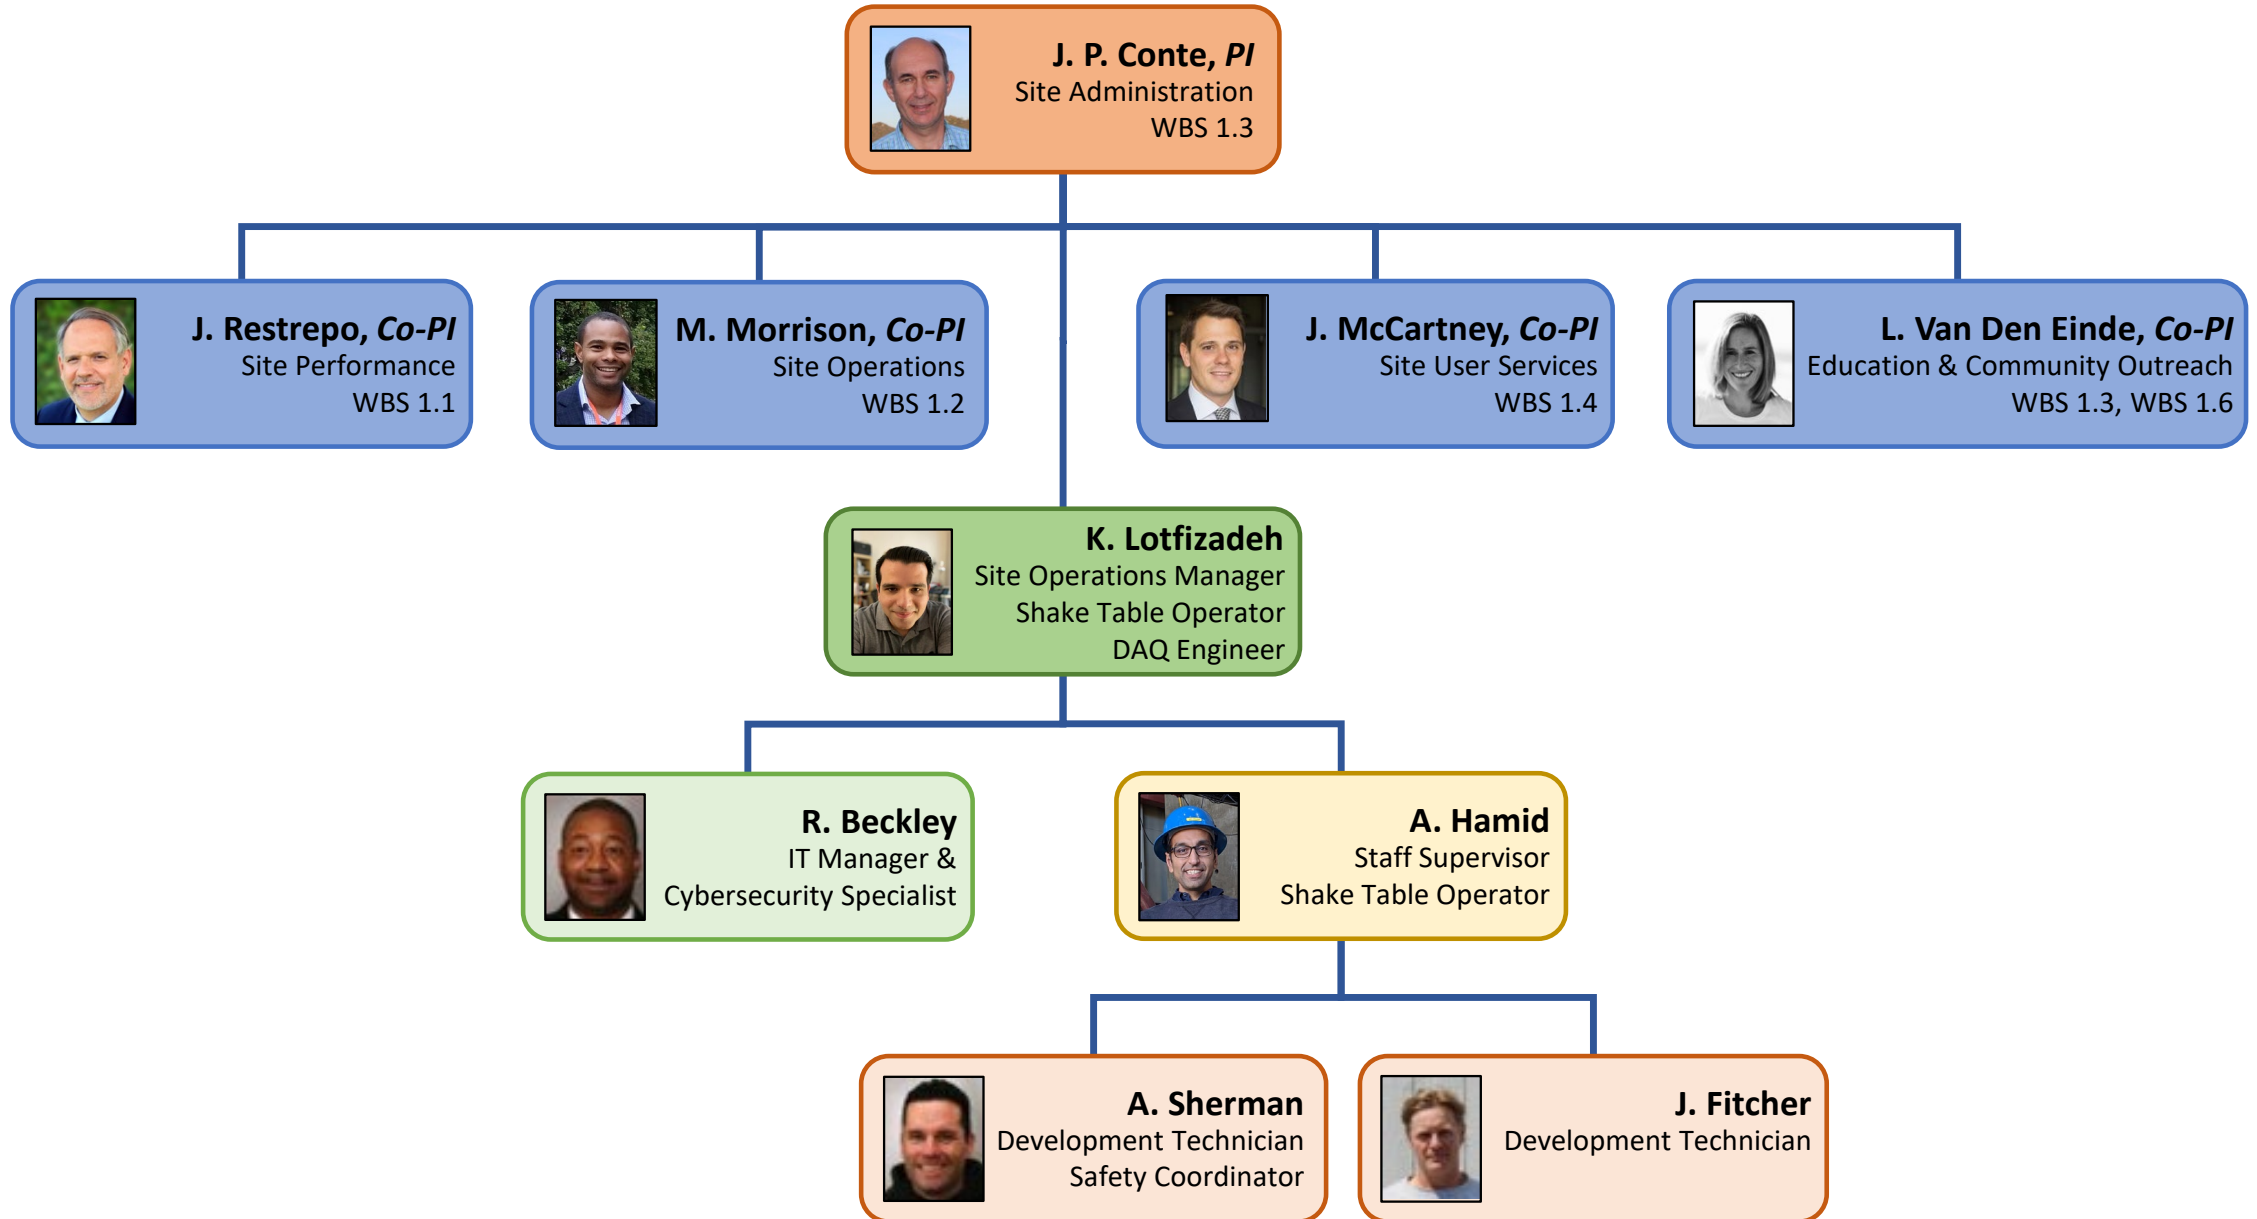 J. P. Conte, PI
Site Administration
WBS 1.3
J. Restrepo, Co-PI
Site Performance
WBS 1.1
M. Morrison, Co-PI
Site Operations
WBS 1.2
J. McCartney, Co-PI
Site User Services
WBS 1.4
L. Van Den Einde, Co-PI
Education & Community Outreach
WBS 1.3, WBS 1.6
K. Lotfizadeh
Site Operations Manager
Shake Table Operator
DAQ Engineer
R. Beckley
IT Manager &
Cybersecurity Specialist
A. Hamid
Staff Supervisor
Shake Table Operator
A. Sherman
Development Technician
Safety Coordinator
J. Fitcher
Development Technician